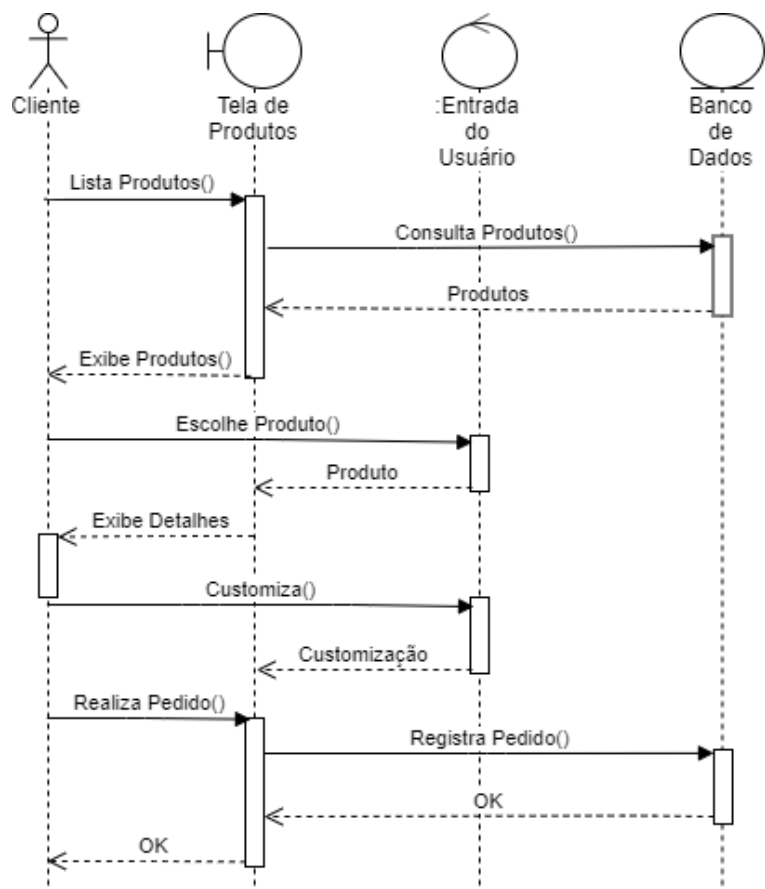 Cliente
Tela de
Produtos
:Entrada
do
Usuário
Banco
de
Dados
Lista Produtos()
Consulta Produtos()
Produtos
Exibe Produtos()
Escolhe Produto()
Produto
Exibe Detalhes
Customiza()
Customização
Realiza Pedido()
Registra Pedido()
OK
OK